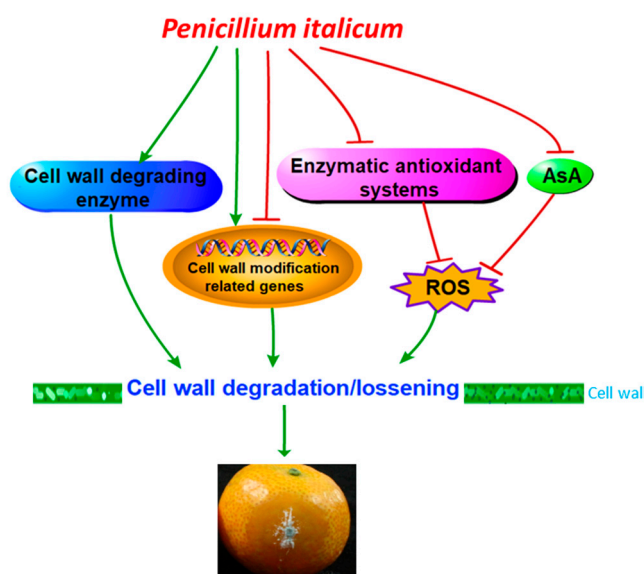 Penicillium italicum
Cell wall degrading
enzyme
Enzymatic antioxidant
systems
AsA
Cell wall modification
related genes
ROS
Cell wall degradation/lossening
Cell wal